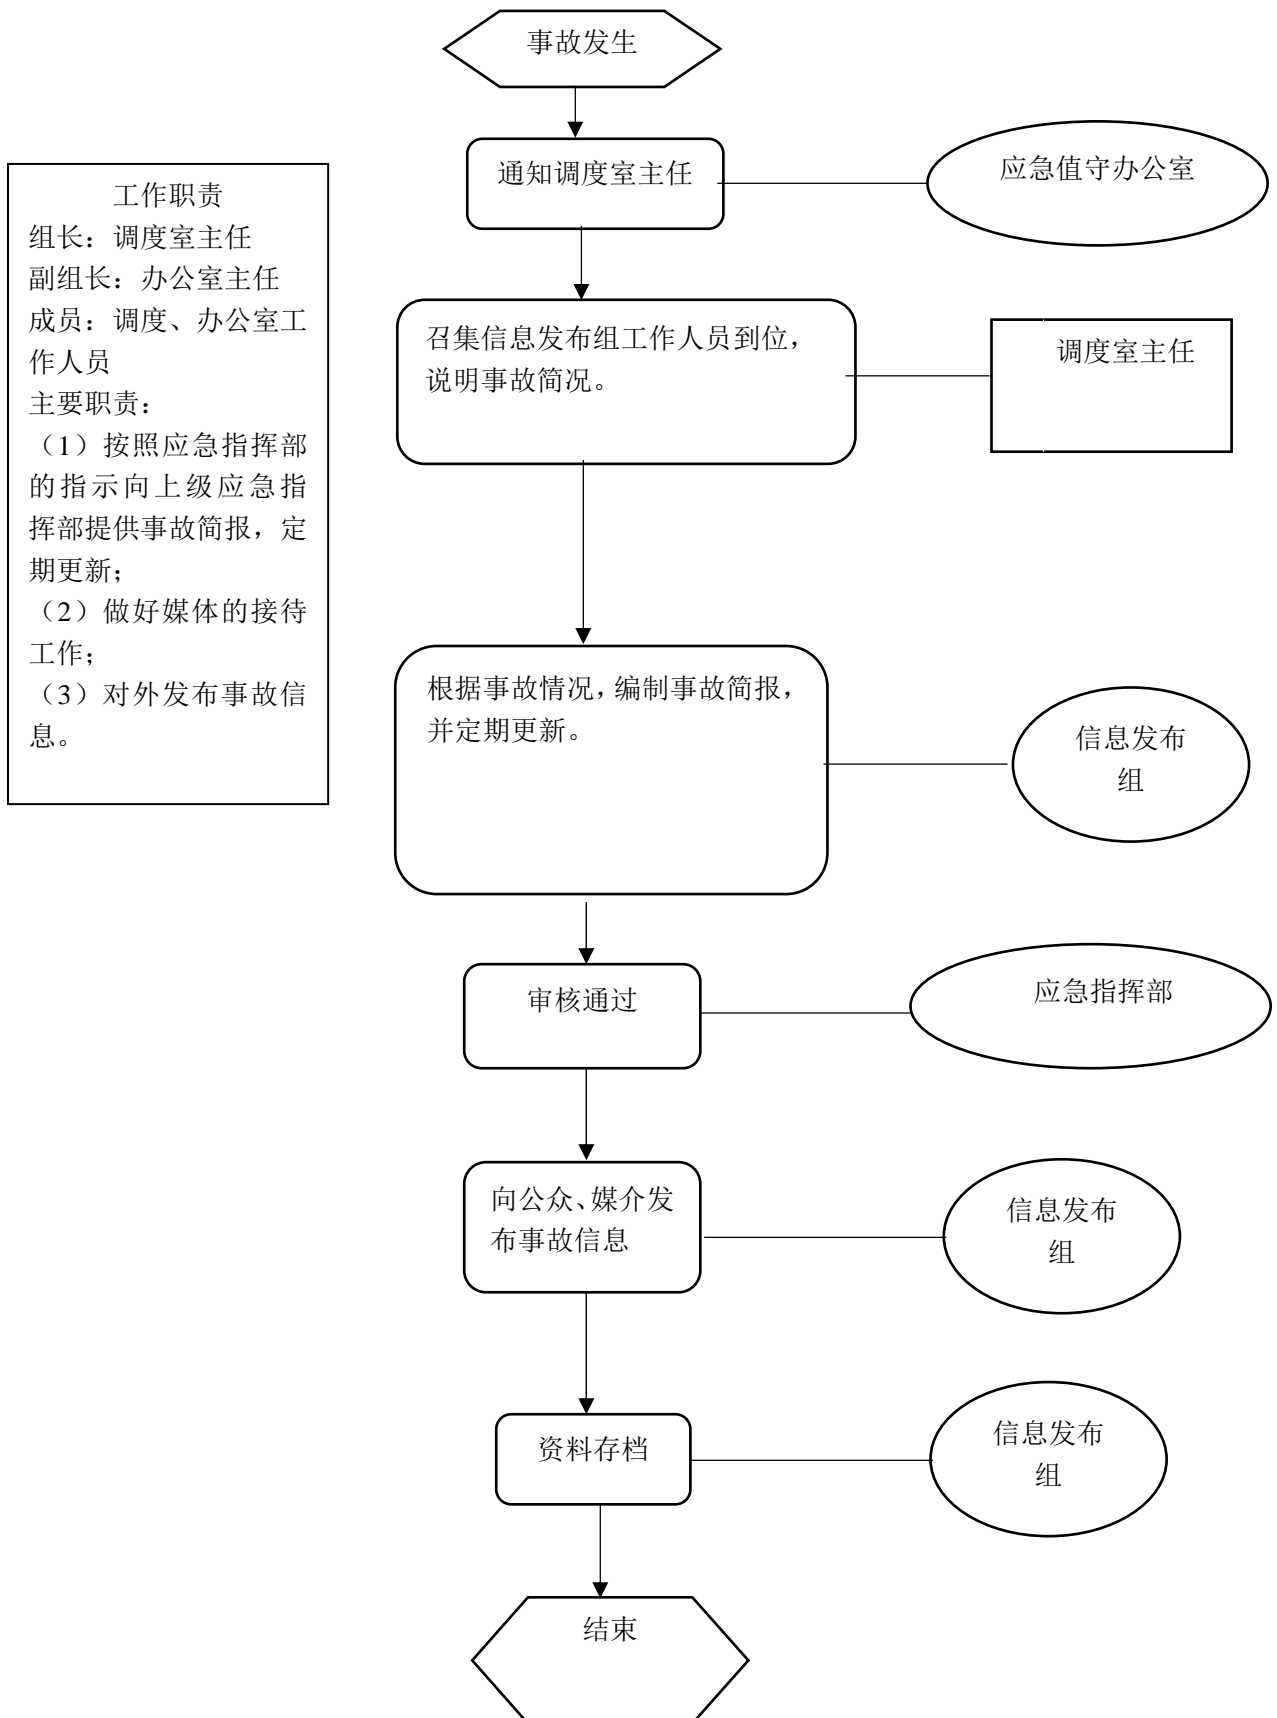 事故发生
通知调度室主任
应急值守办公室
工作职责
组长：调度室主任
副组长：办公室主任
成员：调度、办公室工
作人员
主要职责：
（1）按照应急指挥部
的指示向上级应急指
挥部提供事故简报，定
期更新；
（2）做好媒体的接待
工作；
（3）对外发布事故信
息。
召集信息发布组工作人员到位，
说明事故简况。
调度室主任
根据事故情况，编制事故简报，
并定期更新。
信息发布
组
审核通过
应急指挥部
向公众、媒介发
布事故信息
信息发布
组
资料存档
信息发布
组
结束